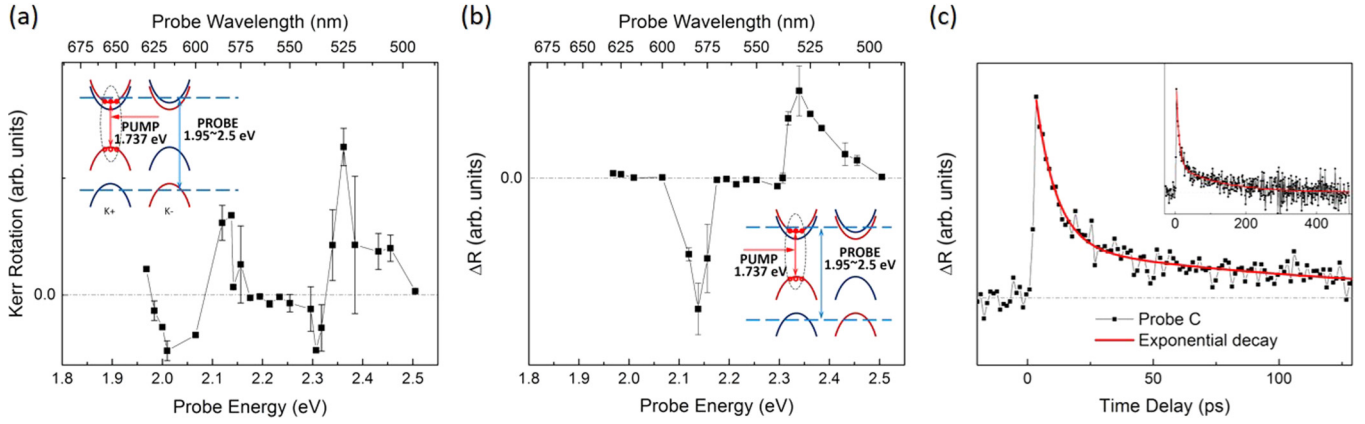 (a)
Probe Wavelength (nm)
675 650 625 600 575 550 525 500
Kerr Rotation (arb. units)
0.0
PUMP
1.737 eV
PROBE
1.95~2.5 eV
K+
K-
1.8 1.9 2.0 2.1 2.2 2.3 2.4 2.5
Probe Energy (eV)
(b)
Probe Wavelength (nm)
675 650 625 600 575 550 525 500
ΔR (arb. units)
0.0
PUMP
1.737 eV
PROBE
1.95~2.5 eV
1.8 1.9 2.0 2.1 2.2 2.3 2.4 2.5
Probe Energy (eV)
(c)
ΔR (arb. units)
0 200 400
Probe C
Exponential decay
0 50 100
Time Delay (ps)